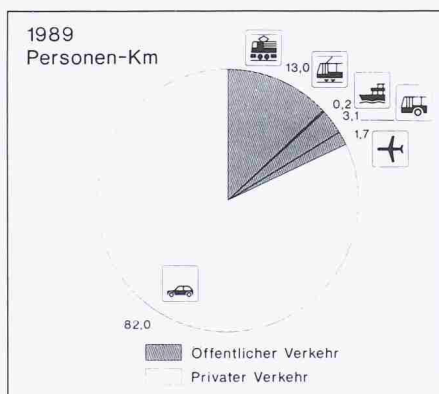 1989
Personen-Km
13,0
0,2
3,1
1,7
82,0
Offentlicher Verkehr
Privater Verkehr